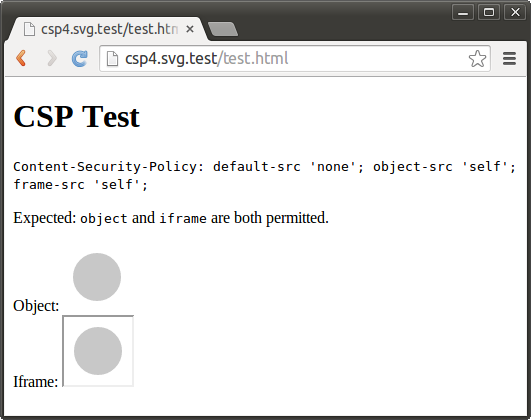 csp4.svg.test/test.htm
csp4.svg.test/test.html
CSP Test
Content-Security-Policy: default-src 'none'; object-src 'self';
frame-src 'self';
Expected: object and iframe are both permitted.
Object:
Iframe: